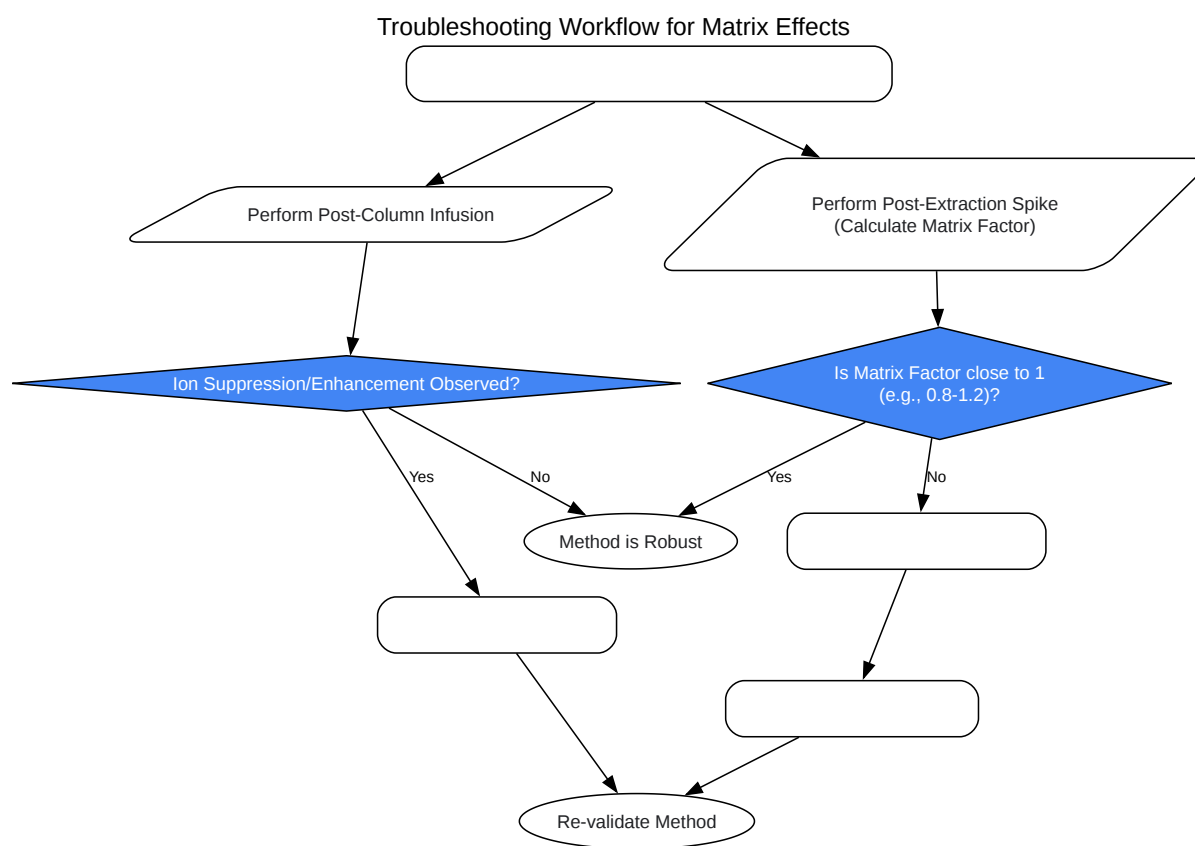 Troubleshooting Workflow for Matrix Effects
Perform Post-Column Infusion
Perform Post-Extraction Spike
(Calculate Matrix Factor)
Ion Suppression/Enhancement Observed?
Is Matrix Factor close to 1
(e.g., 0.8-1.2)?
Yes
No
Yes
No
Method is Robust
Re-validate Method